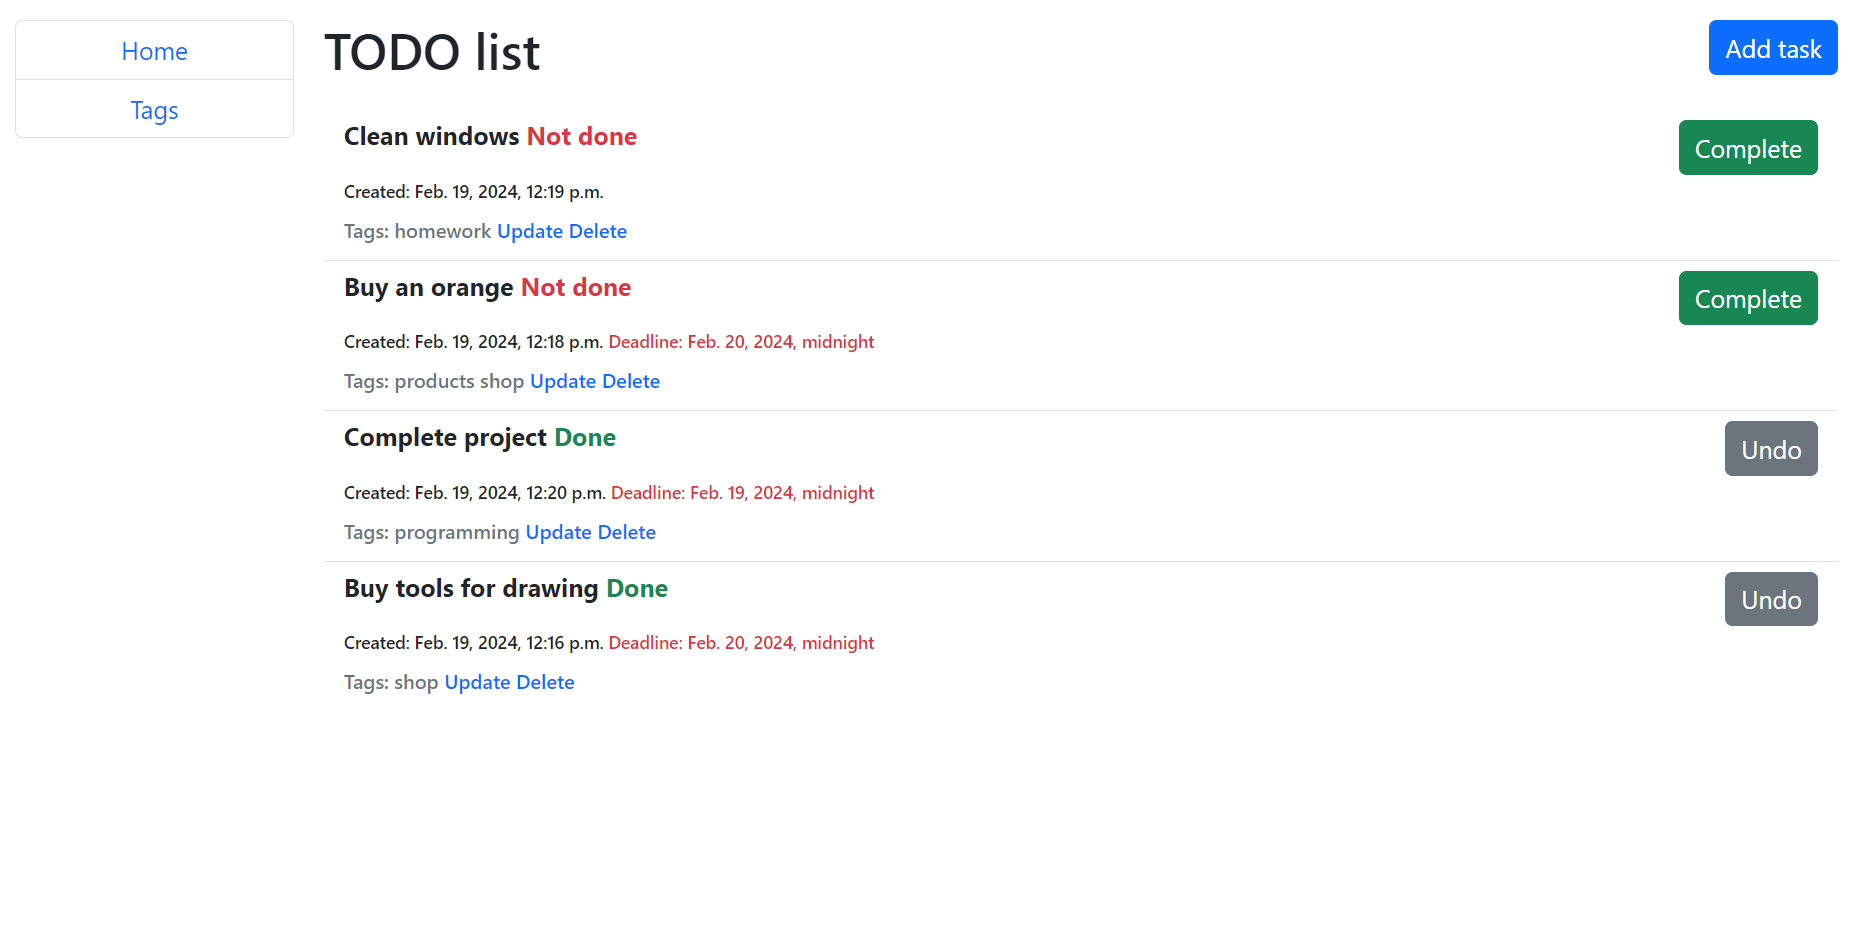 Home
Tags
TODO list
Add task
Clean windows Not done
Complete
Created: Feb. 19, 2024, 12:19 p.m.
Tags: homework Update Delete
Buy an orange Not done
Complete
Created: Feb. 19, 2024, 12:18 p.m. Deadline: Feb. 20, 2024, midnight
Tags: products shop Update Delete
Complete project Done
Undo
Created: Feb. 19, 2024, 12:20 p.m. Deadline: Feb. 19, 2024, midnight
Tags: programming Update Delete
Buy tools for drawing Done
Undo
Created: Feb. 19, 2024, 12:16 p.m. Deadline: Feb. 20, 2024, midnight
Tags: shop Update Delete